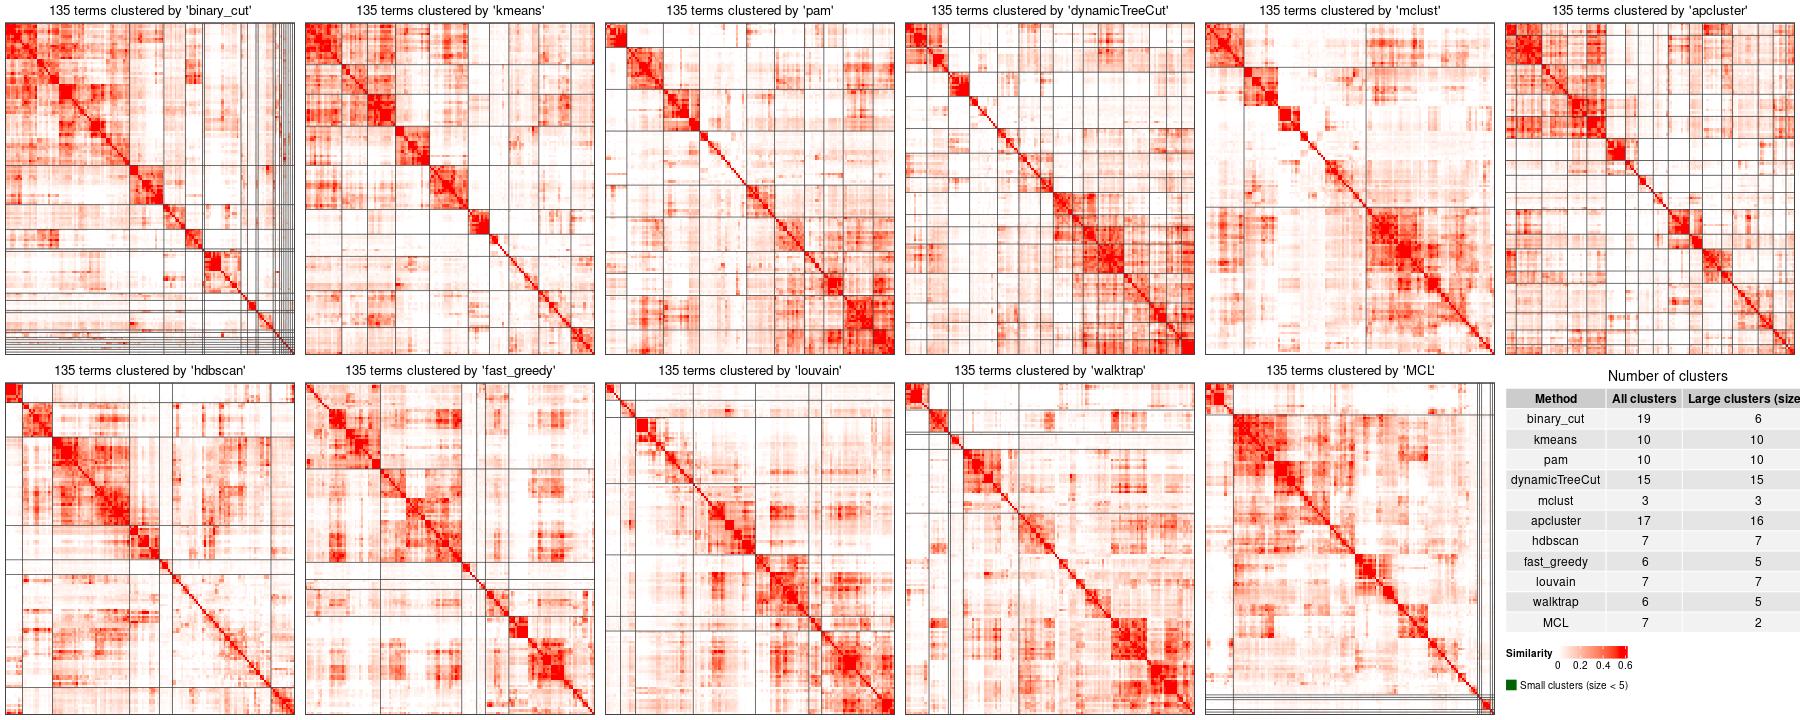 135 terms clustered by 'binary_cut'
135 terms clustered by 'kmeans'
135 terms clustered by 'pam'
135 terms clustered by 'dynamicTreeCut'
135 terms clustered by 'mclust'
135 terms clustered by 'apcluster'
135 terms clustered by 'hdbscan'
135 terms clustered by 'fast_greedy'
135 terms clustered by 'louvain'
135 terms clustered by 'walktrap'
135 terms clustered by 'MCL'
Number of clusters
Method All clusters Large clusters (size
binary_cut 19 6
kmeans 10 10
pam 10 10
dynamicTreeCut 15 15
mclust 3 3
apcluster 17 16
hdbscan 7 7
fast_greedy 6 5
louvain 7 7
walktrap 6 5
MCL 7 2
Similarity
0 0.2 0.4 0.6
Small clusters (size < 5)